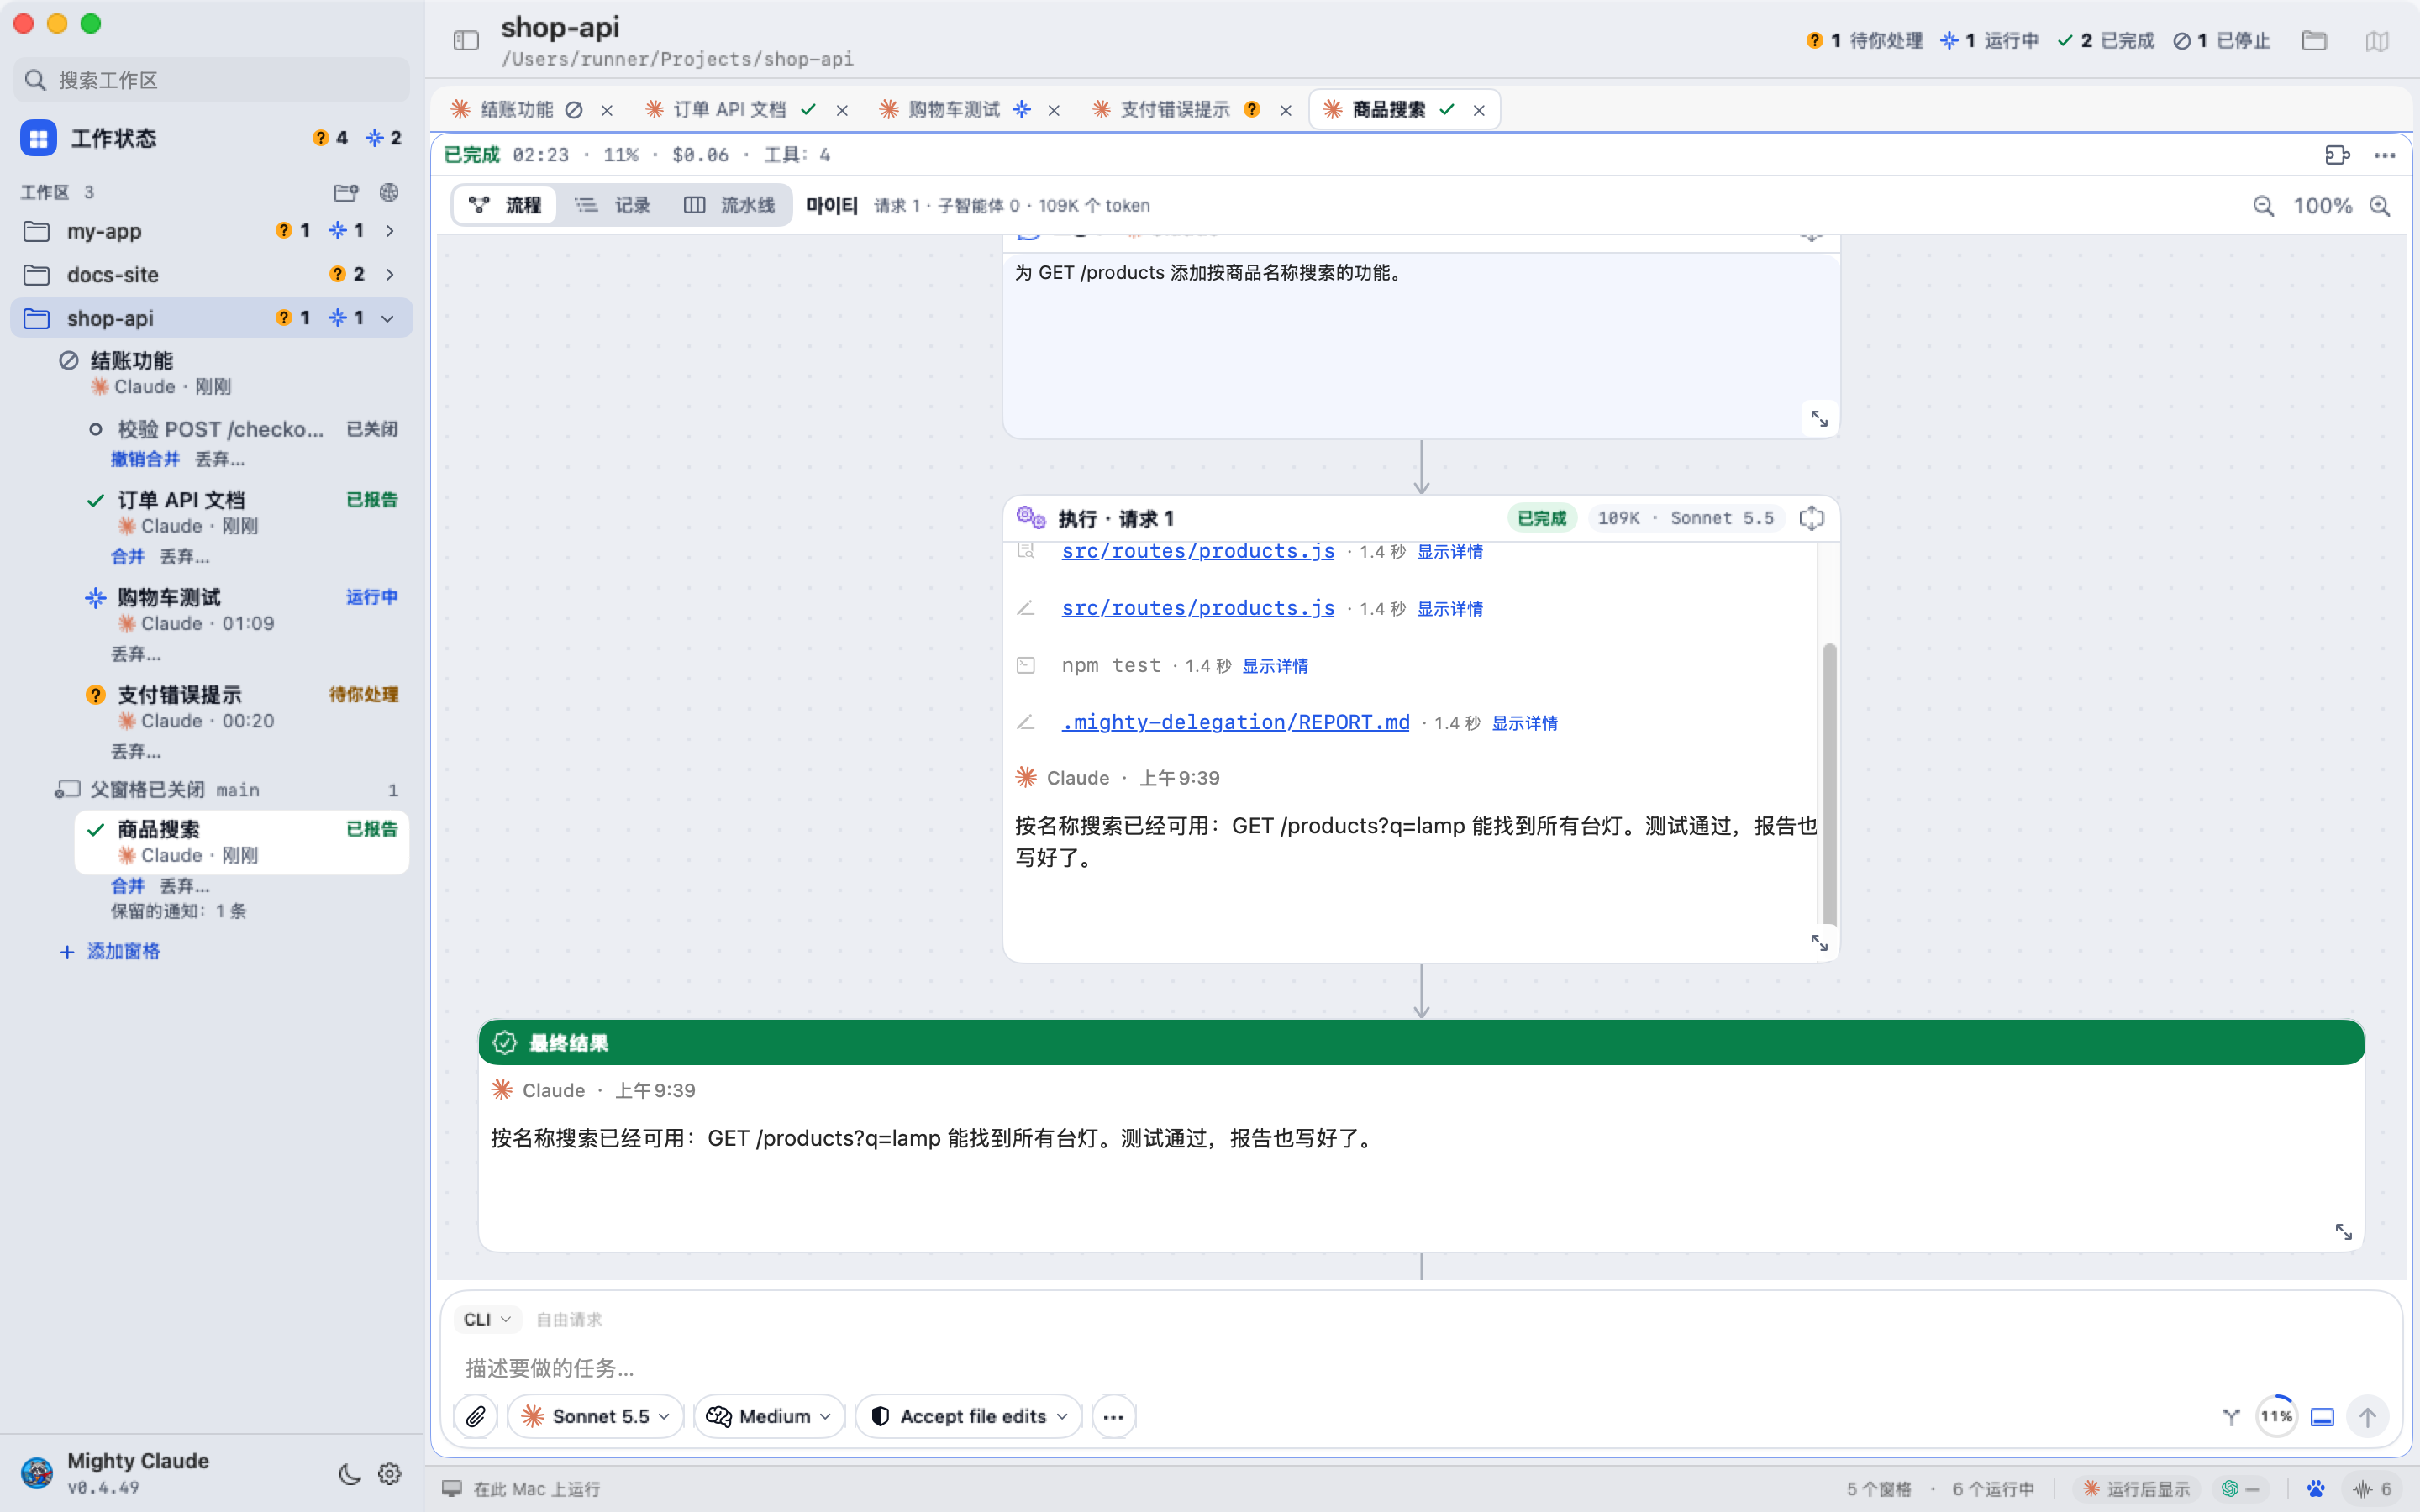 shop-api
/Users/runner/Projects/shop-api
1 待你处理 1 运行中 2 已完成 1 已停止
搜索工作区
工作状态 4 2
工作区 3
my-app 1 1
docs-site 2
shop-api 1 1
结账功能
Claude · 刚刚
校验 POST /checko... 已关闭
撤销合并 丢弃...
订单 API 文档 已报告
Claude · 刚刚
合并 丢弃...
购物车测试 运行中
Claude · 01:09
丢弃...
支付错误提示 待你处理
Claude · 00:20
丢弃...
父窗格已关闭 main 1
商品搜索 已报告
Claude · 刚刚
合并 丢弃...
保留的通知：1 条
添加窗格
Mighty Claude
v0.4.49
结账功能 订单 API 文档 购物车测试 支付错误提示 商品搜索
已完成 02:23 · 11% · $0.06 · 工具：4
流程 记录 流水线 마이티 请求 1 · 子智能体 0 · 109K 个 token
100%
为 GET /products 添加按商品名称搜索的功能。
执行 · 请求 1 已完成 109K · Sonnet 5.5
src/routes/products.js · 1.4 秒 显示详情
src/routes/products.js · 1.4 秒 显示详情
npm test · 1.4 秒 显示详情
.mighty-delegation/REPORT.md · 1.4 秒 显示详情
Claude · 上午9:39
按名称搜索已经可用：GET /products?q=lamp 能找到所有台灯。测试通过，报告也
写好了。
最终结果
Claude · 上午9:39
按名称搜索已经可用：GET /products?q=lamp 能找到所有台灯。测试通过，报告也写好了。
CLI 自由请求
描述要做的任务...
Sonnet 5.5 Medium Accept file edits
11%
在此 Mac 上运行
5 个窗格 · 6 个运行中 运行后显示 — 6